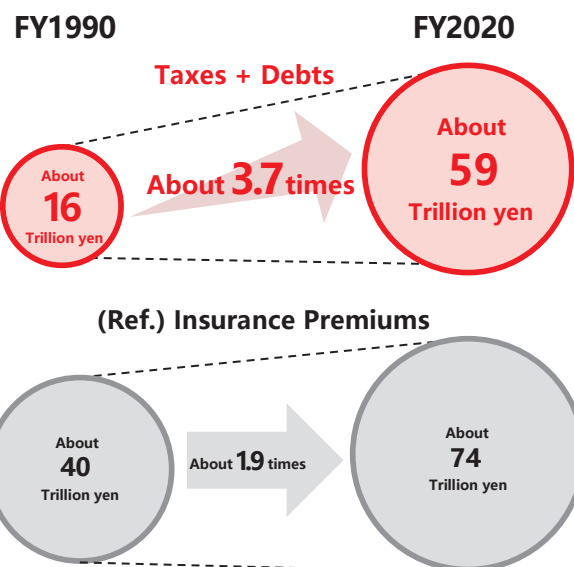 FY1990
FY2020
Taxes + Debts
About
16
Trillion yen
About 3.7 times
About
59
Trillion yen
(Ref.) Insurance Premiums
About
40
Trillion yen
About 1.9 times
About
74
Trillion yen